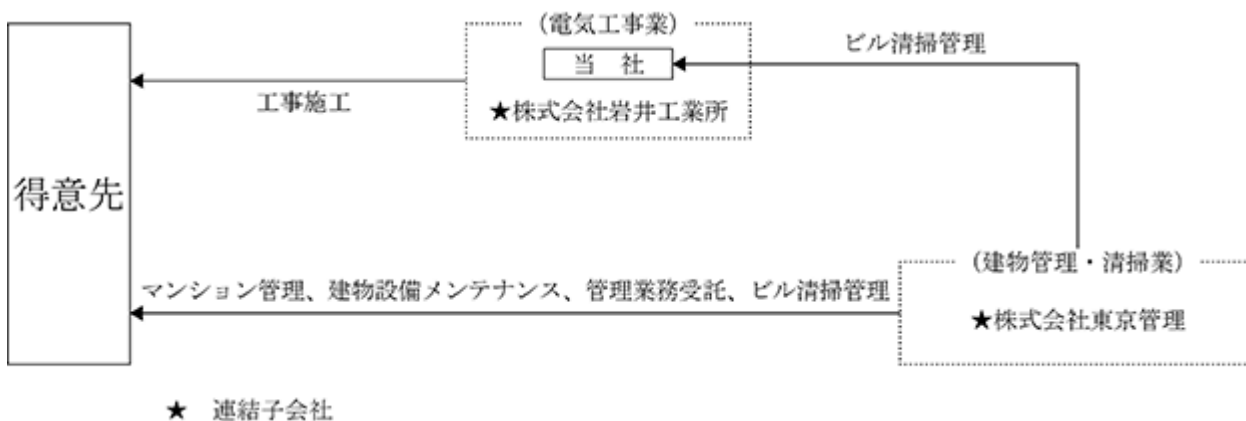 (電気工事業)
当 社
ビル清掃管理
工事施工
★株式会社岩井工業所
得意先
(建物管理・清掃業)
マンション管理、建物設備メンテナンス、管理業務受託、ビル清掃管理
★株式会社東京管理
★ 連結子会社